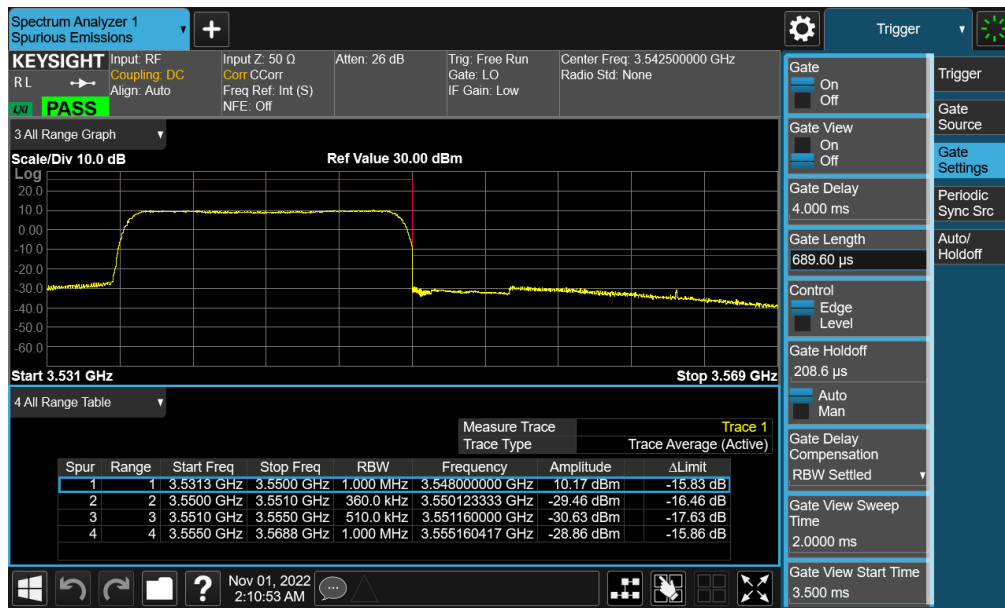 Spectrum Analyzer 1
Spurious Emissions
Trigger
KEYSIGHT
R L
LXI
PASS
Input: RF
Coupling: DC
Align: Auto
Input Z: 50 Ω
Corr CCorr
Freq Ref: Int (S)
NFE: Off
Atten: 26 dB
Trig: Free Run
Gate: LO
IF Gain: Low
Center Freq: 3.542500000 GHz
Radio Std: None
3 All Range Graph
Scale/Div 10.0 dB
Ref Value 30.00 dBm
Log
20.0
10.0
0.00
-10.0
-20.0
-30.0
-40.0
-50.0
-60.0
Start 3.531 GHz
Stop 3.569 GHz
4 All Range Table
Measure Trace Trace 1
Trace Type Trace Average (Active)
Spur Range Start Freq Stop Freq RBW Frequency Amplitude ΔLimit
1 1 3.5313 GHz 3.5500 GHz 1.000 MHz 3.548000000 GHz 10.17 dBm -15.83 dB
2 2 3.5500 GHz 3.5510 GHz 360.0 kHz 3.550123333 GHz -29.46 dBm -16.46 dB
3 3 3.5510 GHz 3.5550 GHz 510.0 kHz 3.551160000 GHz -30.63 dBm -17.63 dB
4 4 3.5550 GHz 3.5688 GHz 1.000 MHz 3.555160417 GHz -28.86 dBm -15.86 dB
Nov 01, 2022
2:10:53 AM
Gate
On
Off
Gate View
On
Off
Gate Delay
4.000 ms
Gate Length
689.60 µs
Control
Edge
Level
Gate Holdoff
208.6 µs
Auto
Man
Gate Delay
Compensation
RBW Settled
Gate View Sweep
Time
2.0000 ms
Gate View Start Time
3.500 ms
Trigger
Gate
Source
Gate
Settings
Periodic
Sync Src
Auto/
Holdoff